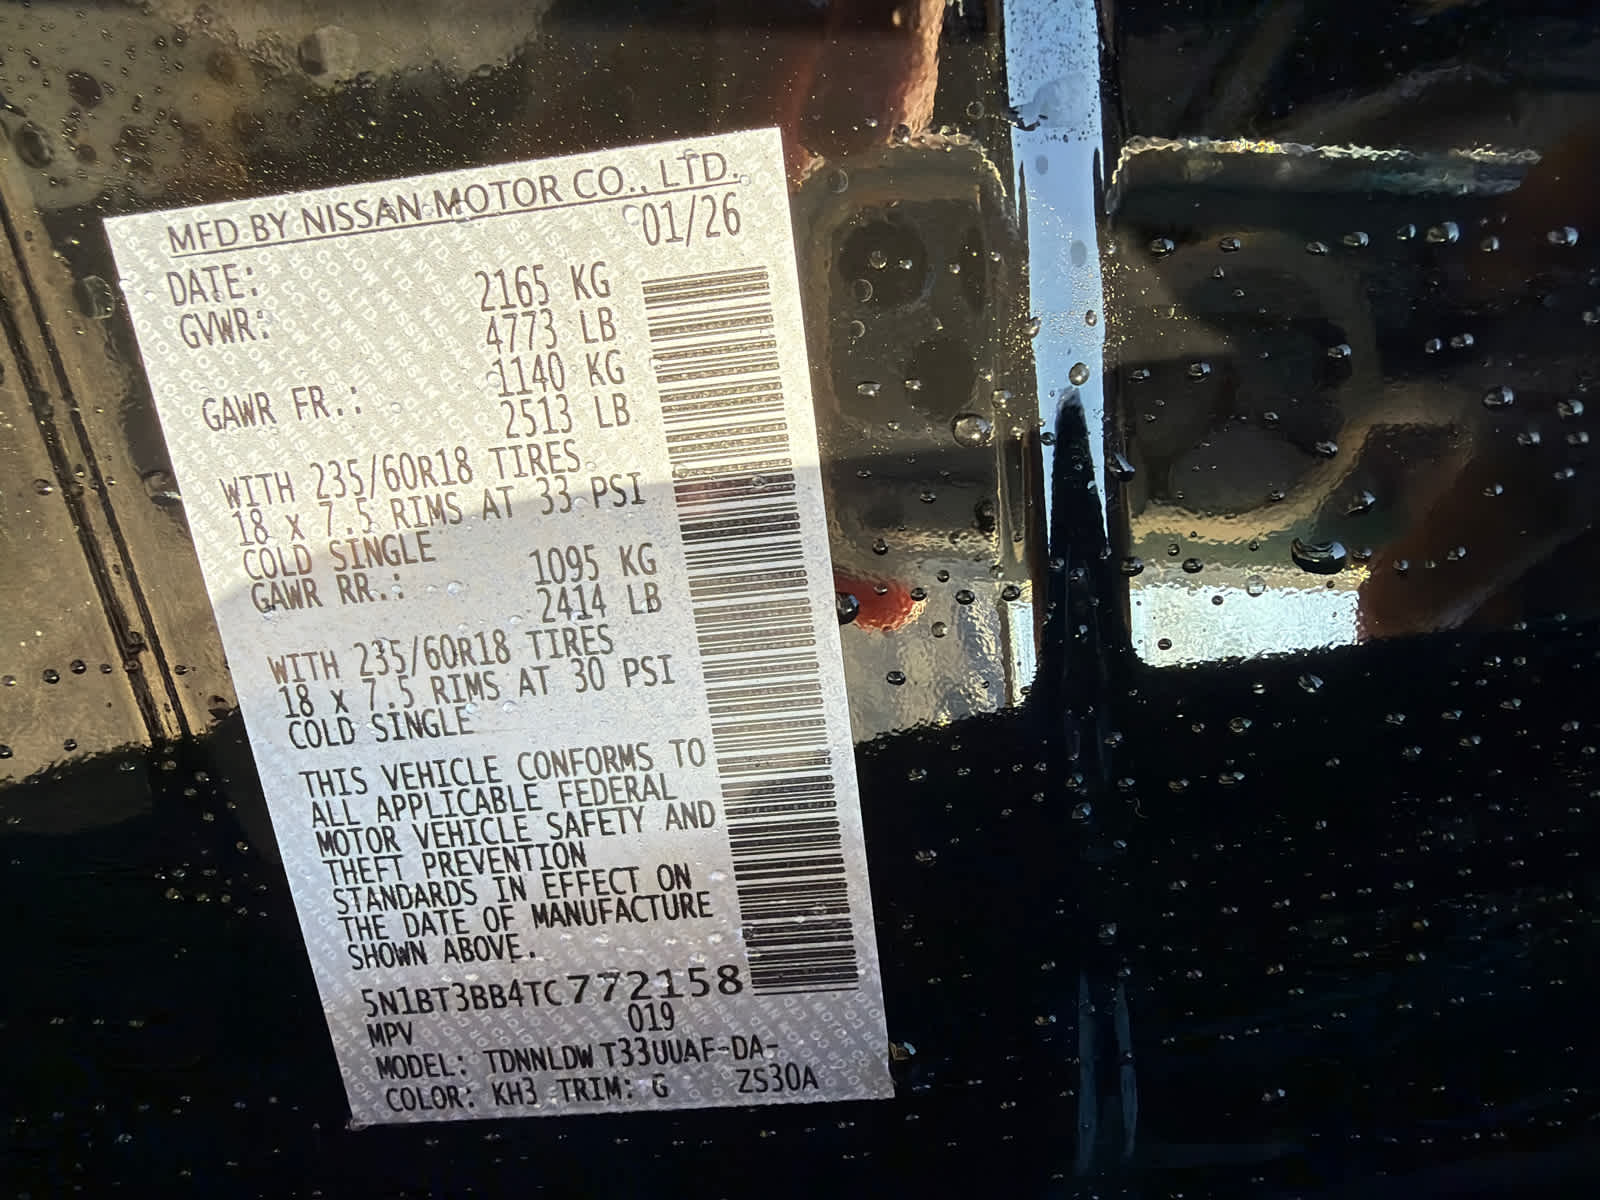 MFD BY NISSAN MOTOR CO., LTD.
DATE: 01/26
GVWR: 2165 KG
4773 LB
GAWR FR.: 1140 KG
2513 LB
WITH 235/60R18 TIRES
18 x 7.5 RIMS AT 33 PSI
COLD SINGLE
GAWR RR.: 1095 KG
2414 LB
WITH 235/60R18 TIRES
18 x 7.5 RIMS AT 30 PSI
COLD SINGLE
THIS VEHICLE CONFORMS TO
ALL APPLICABLE FEDERAL
MOTOR VEHICLE SAFETY AND
THEFT PREVENTION
STANDARDS IN EFFECT ON
THE DATE OF MANUFACTURE
SHOWN ABOVE.
5N1BT3BB4TC772158
MPV 019
MODEL: TDNNLDWT33UUAF-DA-
COLOR: KH3 TRIM: G ZS30A